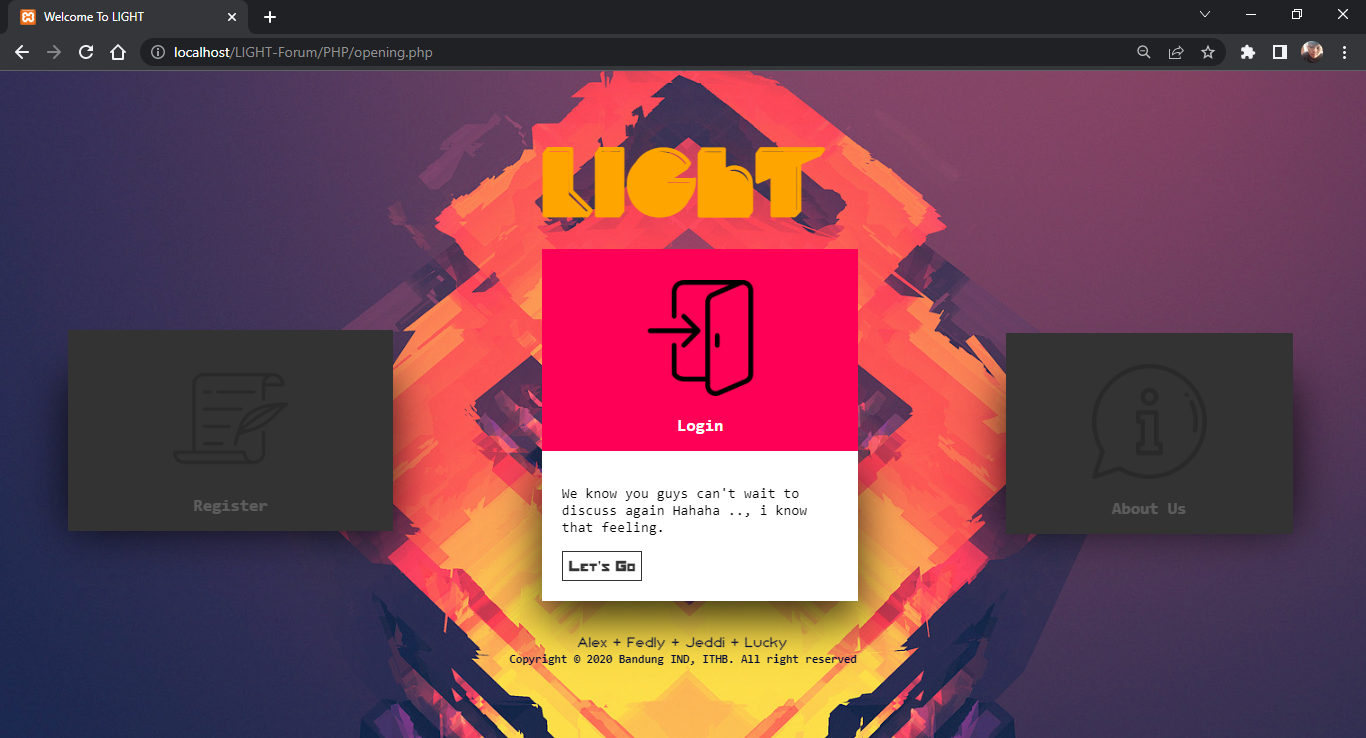 Welcome To LIGHT
localhost/LIGHT-Forum/PHP/opening.php
LIGHT
Login
We know you guys can't wait to
discuss again Hahaha .., i know
that feeling.
Let's Go
Register
About Us
Alex + Fedly + Jeddi + Lucky
Copyright © 2020 Bandung IND, ITHB. All right reserved